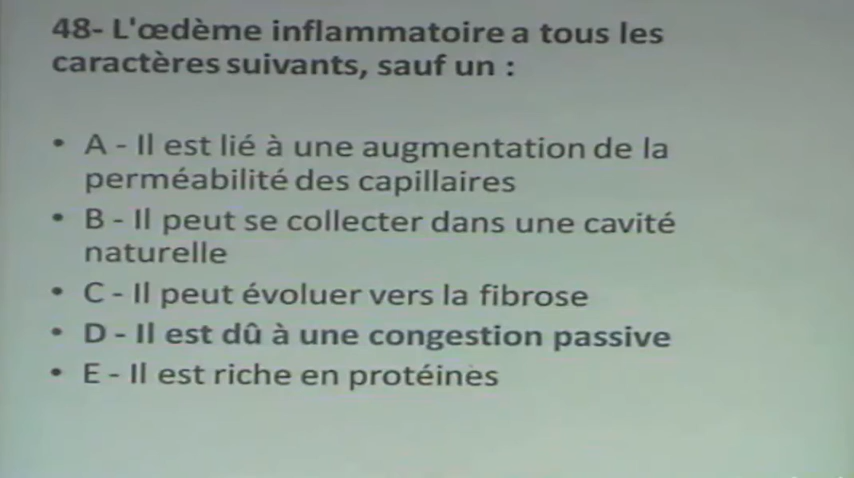 48- L'œdème inflammatoire a tous les
caractères suivants, sauf un :
• A - Il est lié à une augmentation de la
perméabilité des capillaires
• B - Il peut se collecter dans une cavité
naturelle
• C - Il peut évoluer vers la fibrose
• D - Il est dû à une congestion passive
• E - Il est riche en protéines